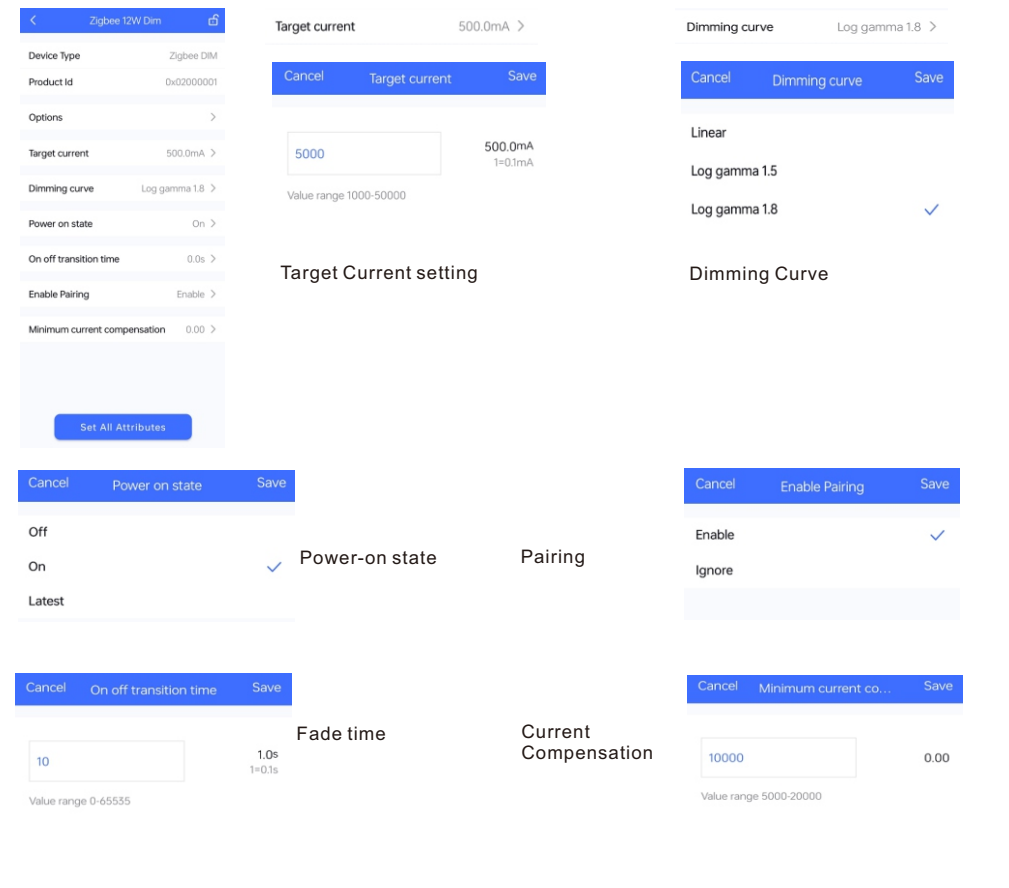 Zigbee 12W Dim
Device Type Zigbee DIM
Product Id 0x02000001
Options
Target current 500.0mA
Dimming curve Log gamma 1.8
Power on state On
On off transition time 0.0s
Enable Pairing Enable
Minimum current compensation 0.00
Set All Attributes
Target current 500.0mA
Cancel Target current Save
5000 500.0mA
1=0.1mA
Value range 1000-50000
Target Current setting
Dimming curve Log gamma 1.8
Cancel Dimming curve Save
Linear
Log gamma 1.5
Log gamma 1.8
Dimming Curve
Cancel Power on state Save
Off
On
Latest
Power-on state
Pairing
Cancel Enable Pairing Save
Enable
Ignore
Cancel On off transition time Save
10 1.0s
1=0.1s
Value range 0-65535
Fade time
Current
Compensation
Cancel Minimum current co... Save
10000 0.00
Value range 5000-20000